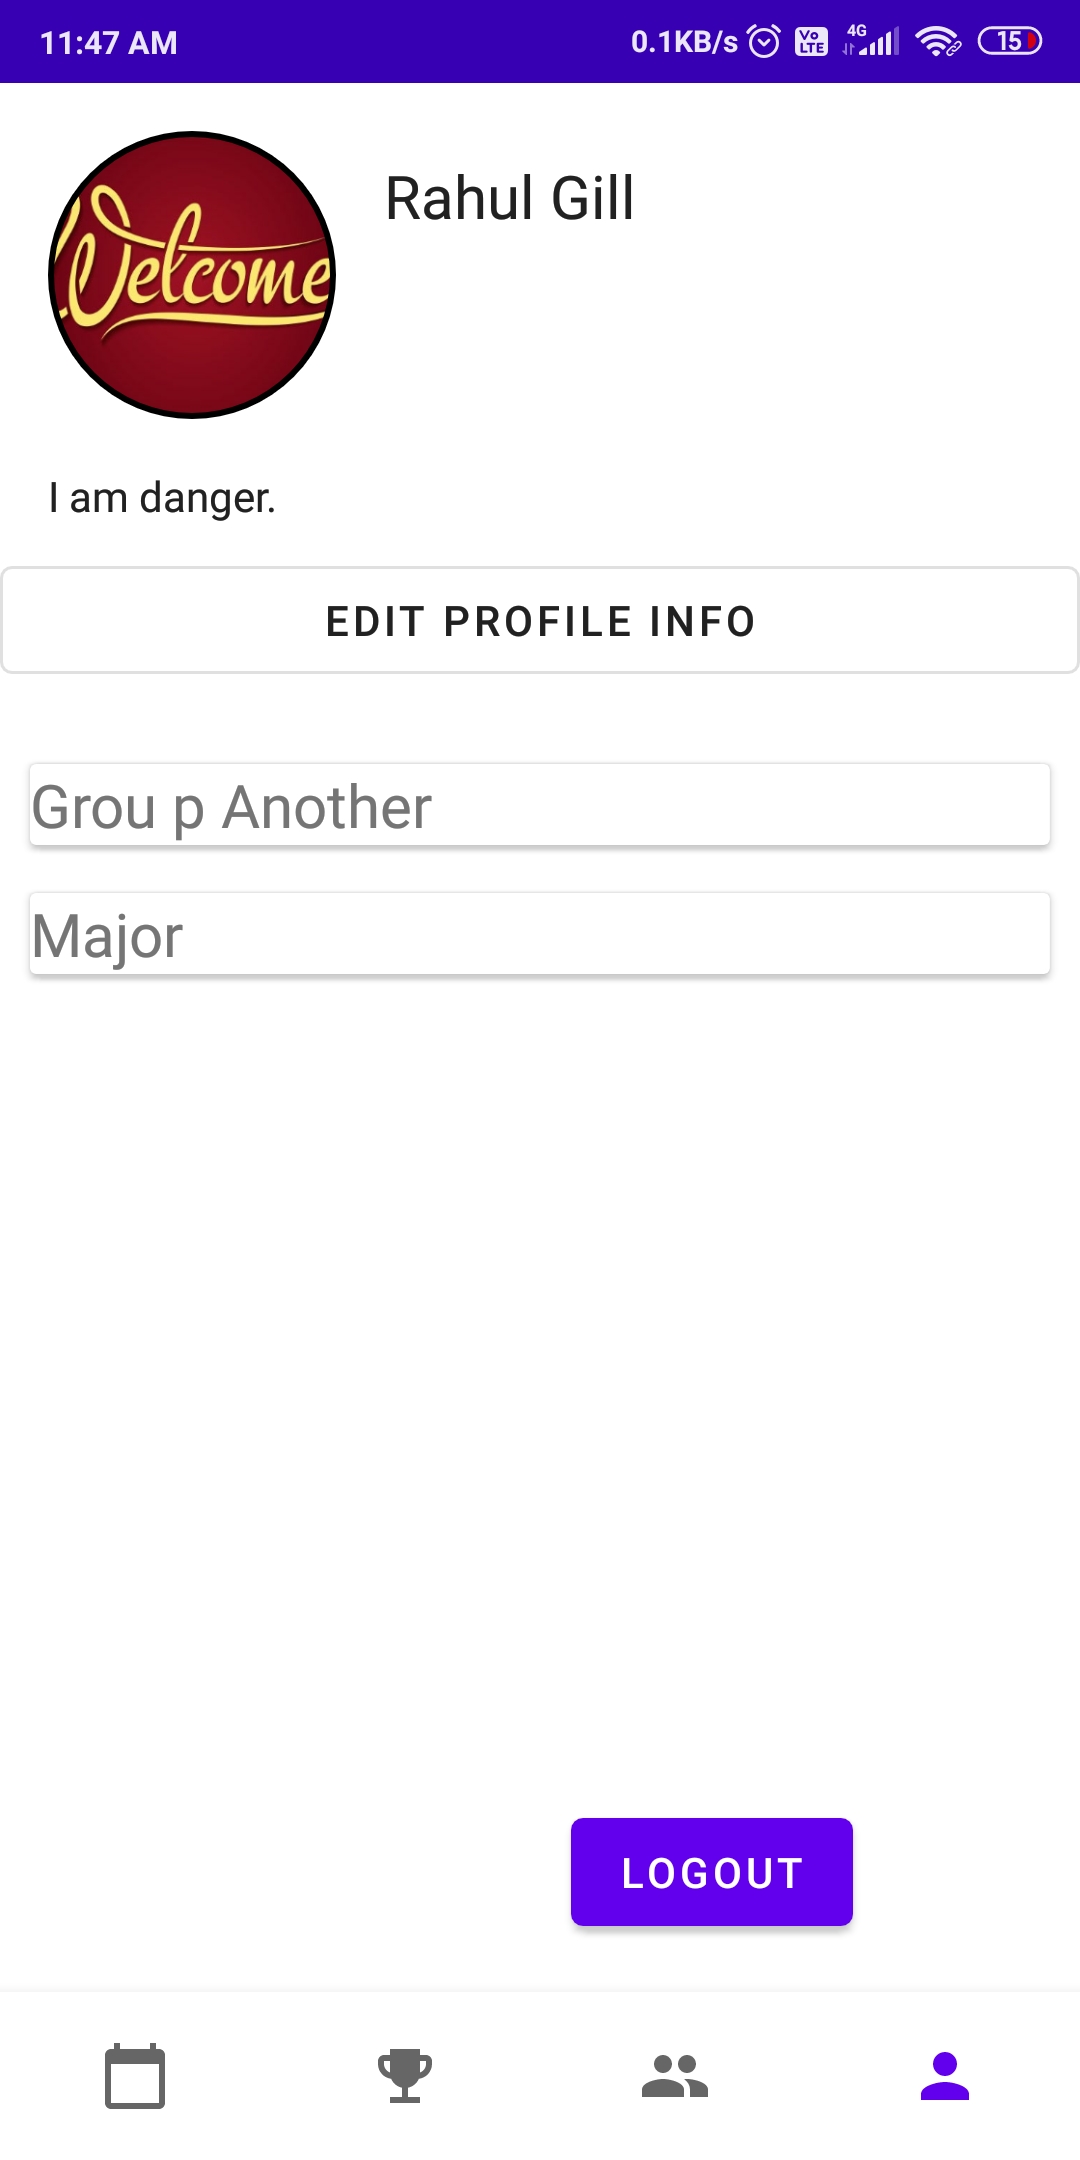 11:47 AM 0.1KB/s Vo LTE 4G 15
Welcome
Rahul Gill
I am danger.
EDIT PROFILE INFO
Grou p Another
Major
LOGOUT